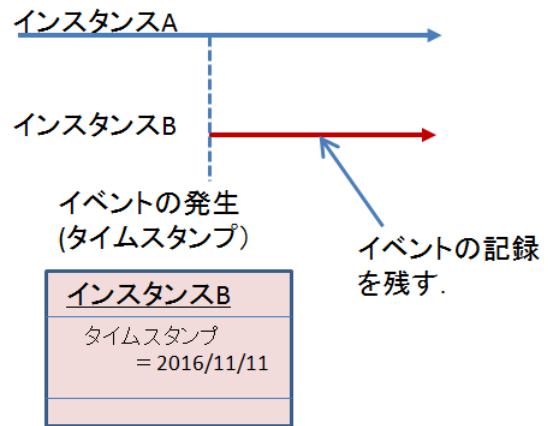 インスタンスA
インスタンスB
イベントの発生
(タイムスタンプ)
イベントの記録
を残す.
インスタンスB
タイムスタンプ
＝2016/11/11